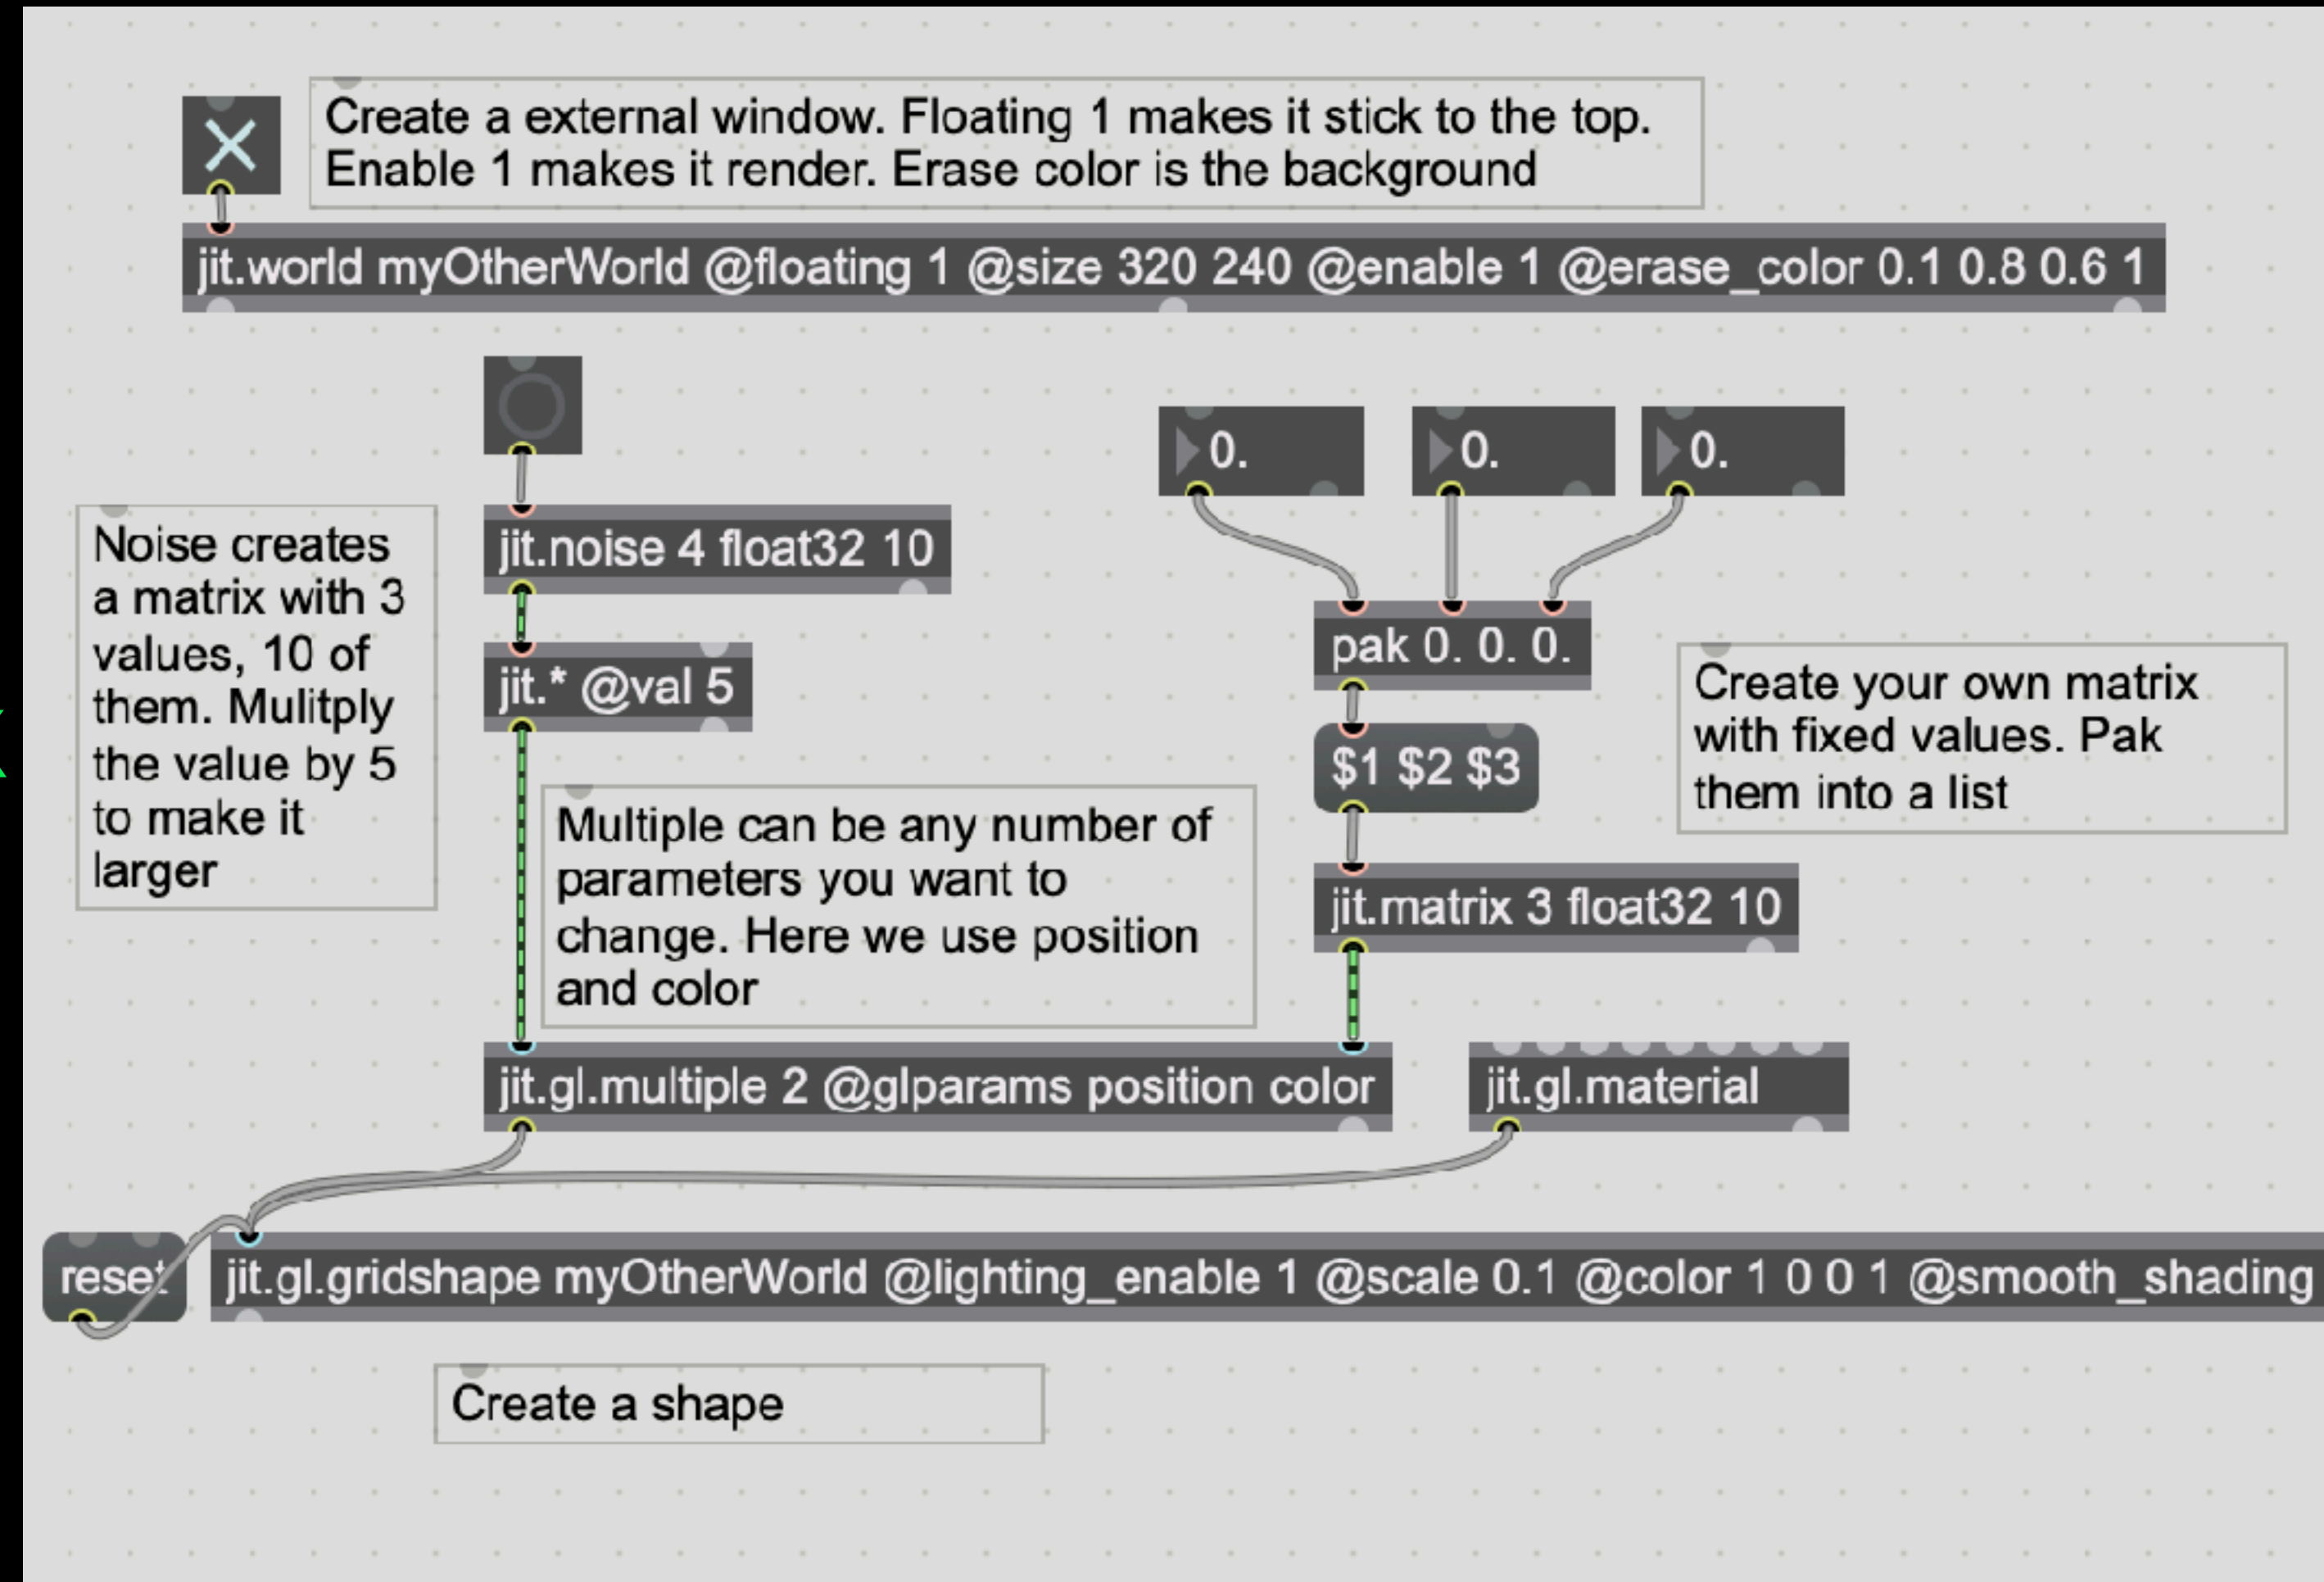 Create a external window. Floating 1 makes it stick to the top.
Enable 1 makes it render. Erase color is the background
jit.world myOtherWorld @floating 1 @size 320 240 @enable 1 @erase_color 0.1 0.8 0.6 1
0.
0.
0.
Noise creates
a matrix with 3
values, 10 of
them. Mulitply
the value by 5
to make it
larger
jit.noise 4 float32 10
jit.* @val 5
pak 0. 0. 0.
$1 $2 $3
Create your own matrix
with fixed values. Pak
them into a list
Multiple can be any number of
parameters you want to
change. Here we use position
and color
jit.matrix 3 float32 10
jit.gl.multiple 2 @glparams position color
jit.gl.material
reset
jit.gl.gridshape myOtherWorld @lighting_enable 1 @scale 0.1 @color 1 0 0 1 @smooth_shading
Create a shape